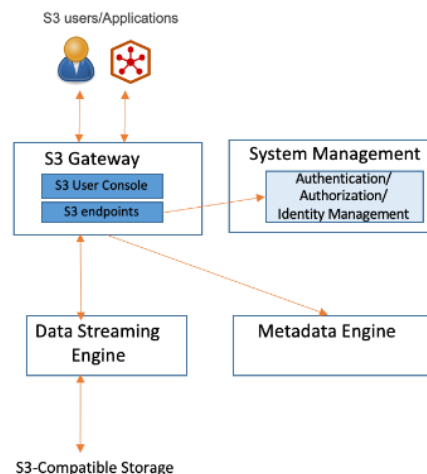 S3 users/Applications
S3 Gateway
S3 User Console
S3 endpoints
System Management
Authentication/
Authorization/
Identity Management
Data Streaming
Engine
Metadata Engine
S3-Compatible Storage